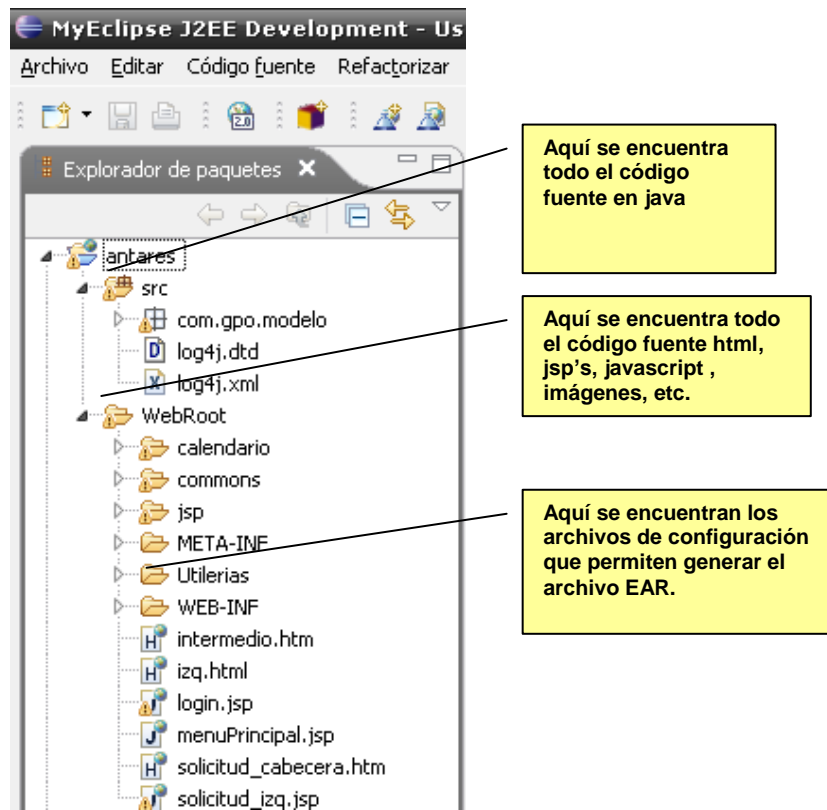 MyEclipse J2EE Development - Us
Archivo Editar Código fuente Refactorizar
2.0
Explorador de paquetes
antares
src
com.gpo.modelo
log4j.dtd
log4j.xml
WebRoot
calendario
commons
jsp
META-INF
Utilerias
WEB-INF
intermedio.htm
izq.html
login.jsp
menuPrincipal.jsp
solicitud_cabecera.htm
solicitud_izq.jsp
Aquí se encuentra
todo el código
fuente en java
Aquí se encuentra todo
el código fuente html,
jsp's, javascript ,
imágenes, etc.
Aquí se encuentran los
archivos de configuración
que permiten generar el
archivo EAR.